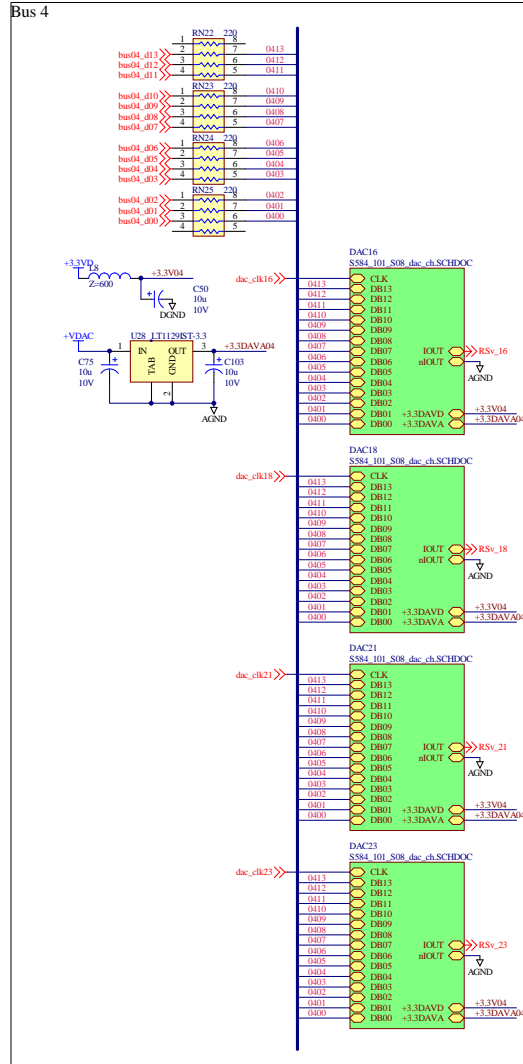 Bus 4
RN22 220
1 8
bus04_d13 2 7 0413
bus04_d12 3 6 0412
bus04_d11 4 5 0411
RN23 220
bus04_d10 1 8 0410
bus04_d09 2 7 0409
bus04_d08 3 6 0408
bus04_d07 4 5 0407
RN24 220
bus04_d06 1 8 0406
bus04_d05 2 7 0405
bus04_d04 3 6 0404
bus04_d03 4 5 0403
RN25 220
bus04_d02 1 8 0402
bus04_d01 2 7 0401
bus04_d00 3 6 0400
4 5
+3.3VD
L8
Z=600
+3.3V04
C50
10u
10V
DGND
U28 LT1129IST-3.3
+VDAC 1 IN OUT 3 +3.3DAVA04
TAB GND
2
C75
10u
10V
C103
10u
10V
AGND
DAC16
S584_101_S08_dac_ch.SCHDOC
dac_clk16 CLK
0413 DB13
0412 DB12
0411 DB11
0410 DB10
0409 DB09
0408 DB08
0407 DB07 IOUT RSv_16
0406 DB06 nIOUT
0405 DB05 AGND
0404 DB04
0403 DB03
0402 DB02
0401 DB01 +3.3DAVD +3.3V04
0400 DB00 +3.3DAVA +3.3DAVA04
DAC18
S584_101_S08_dac_ch.SCHDOC
dac_clk18 CLK
0413 DB13
0412 DB12
0411 DB11
0410 DB10
0409 DB09
0408 DB08
0407 DB07 IOUT RSv_18
0406 DB06 nIOUT
0405 DB05 AGND
0404 DB04
0403 DB03
0402 DB02
0401 DB01 +3.3DAVD +3.3V04
0400 DB00 +3.3DAVA +3.3DAVA04
DAC21
S584_101_S08_dac_ch.SCHDOC
dac_clk21 CLK
0413 DB13
0412 DB12
0411 DB11
0410 DB10
0409 DB09
0408 DB08
0407 DB07 IOUT RSv_21
0406 DB06 nIOUT
0405 DB05 AGND
0404 DB04
0403 DB03
0402 DB02
0401 DB01 +3.3DAVD +3.3V04
0400 DB00 +3.3DAVA +3.3DAVA04
DAC23
S584_101_S08_dac_ch.SCHDOC
dac_clk23 CLK
0413 DB13
0412 DB12
0411 DB11
0410 DB10
0409 DB09
0408 DB08
0407 DB07 IOUT RSv_23
0406 DB06 nIOUT
0405 DB05 AGND
0404 DB04
0403 DB03
0402 DB02
0401 DB01 +3.3DAVD +3.3V04
0400 DB00 +3.3DAVA +3.3DAVA04